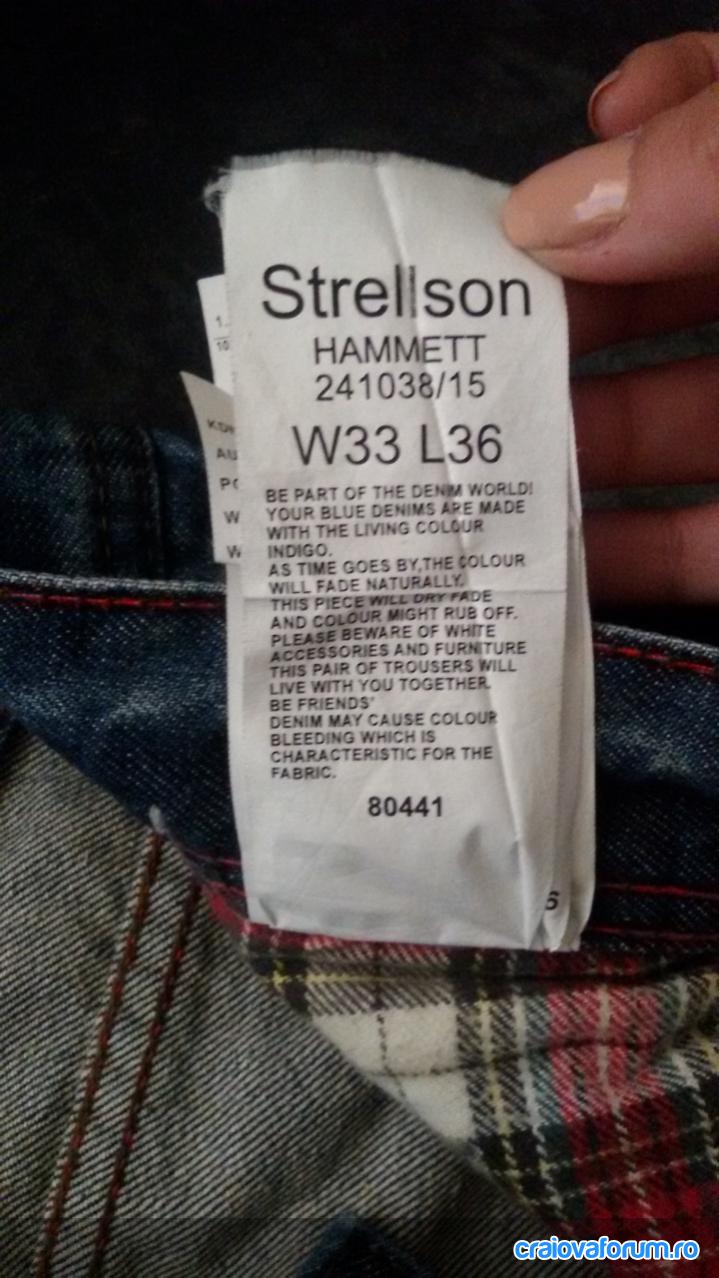 Strellson
HAMMETT
241038/15
W33 L36
BE PART OF THE DENIM WORLD!
YOUR BLUE DENIMS ARE MADE
WITH THE LIVING COLOUR
INDIGO.
AS TIME GOES BY,THE COLOUR
WILL FADE NATURALLY.
THIS PIECE WILL DRY FADE
AND COLOUR MIGHT RUB OFF.
PLEASE BEWARE OF WHITE
ACCESSORIES AND FURNITURE
THIS PAIR OF TROUSERS WILL
LIVE WITH YOU TOGETHER.
BE FRIENDS'
DENIM MAY CAUSE COLOUR
BLEEDING WHICH IS
CHARACTERISTIC FOR THE
FABRIC.
80441
6
craiovaforum.ro